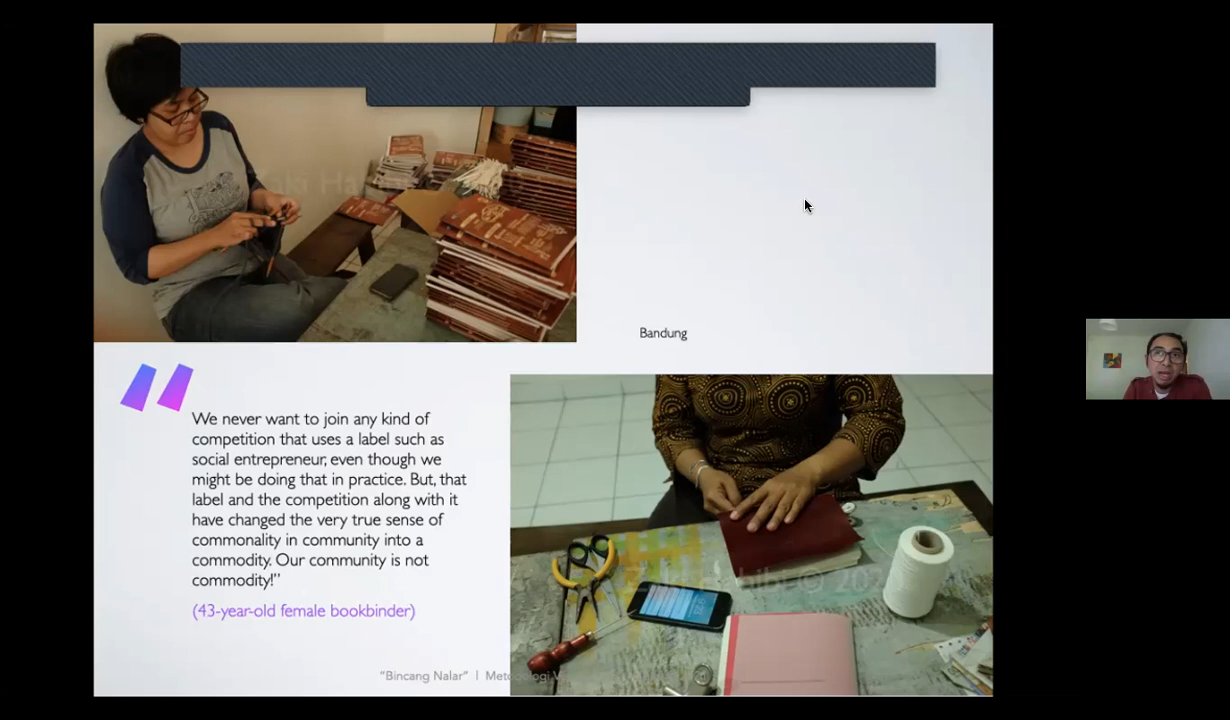 Bandung
We never want to join any kind of
competition that uses a label such as
social entrepreneur, even though we
might be doing that in practice. But, that
label and the competition along with it
have changed the very true sense of
commonality in community into a
commodity. Our community is not
commodity!”
(43-year-old female bookbinder)
“Bincang Nalar” | Metodologi